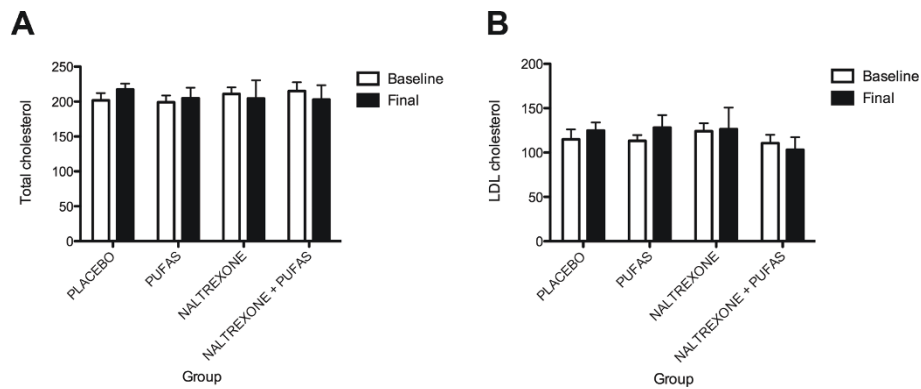 A
Total cholesterol
250
200
150
100
50
0
PLACEBO
PUFAS
NALTREXONE
NALTREXONE + PUFAS
Group
Baseline
Final
B
LDL cholesterol
200
150
100
50
0
PLACEBO
PUFAS
NALTREXONE
NALTREXONE + PUFAS
Group
Baseline
Final